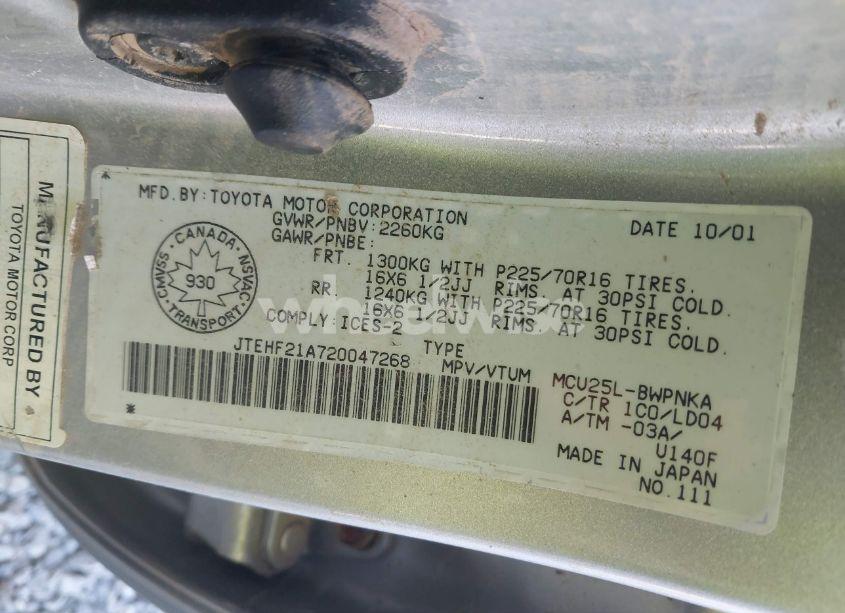 MANUFACTURED BY
TOYOTA MOTOR CORP
MFD. BY: TOYOTA MOTOR CORPORATION
DATE 10/01
GVWR/PNBV: 2260KG
GAWR/PNBE:
FRT. 1300KG WITH P225/70R16 TIRES.
16X6 1/2JJ RIMS. AT 30PSI COLD.
RR. 1240KG WITH P225/70R16 TIRES.
16X6 1/2JJ RIMS. AT 30PSI COLD.
COMPLY: ICES-2
CANADA
CMVSS 930 NSVAC
TRANSPORT
JTEHF21A720047268
TYPE
MPV/VTUM
MCU25L-BWPNKA
C/TR 1C0/LD04
A/TM -03A/
U140F
MADE IN JAPAN
NO.111